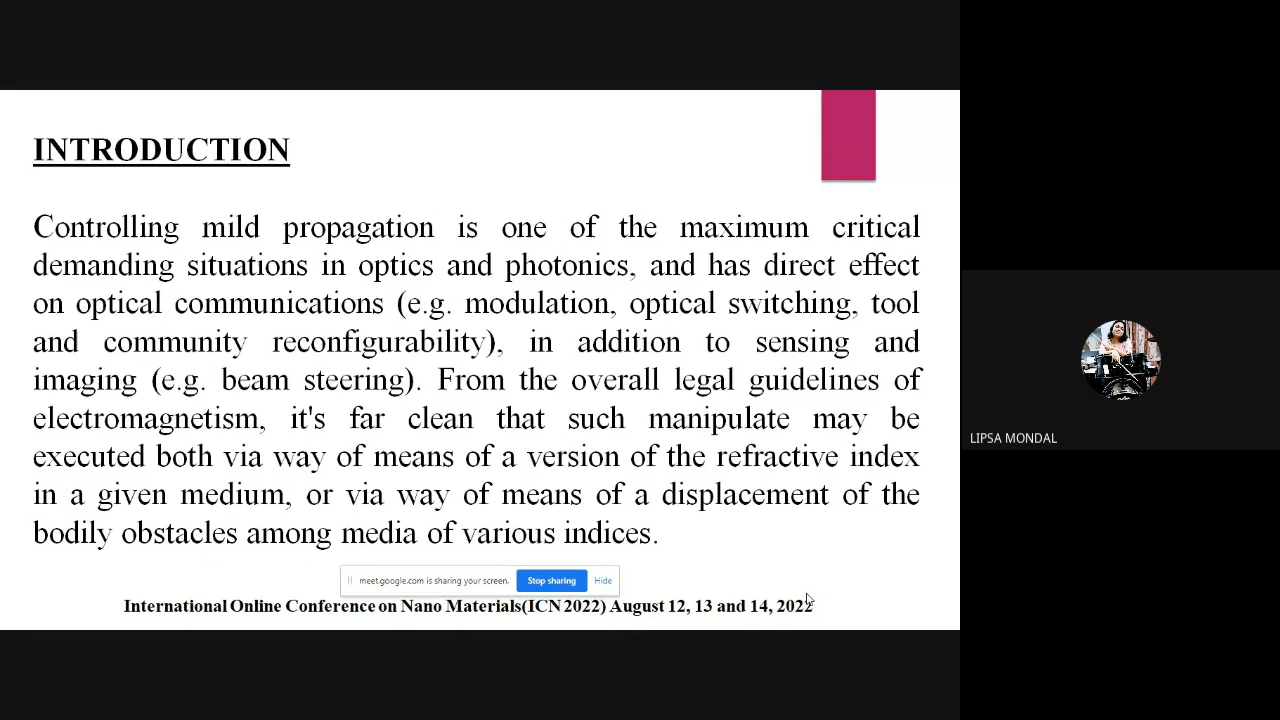 INTRODUCTION
Controlling mild propagation is one of the maximum critical
demanding situations in optics and photonics, and has direct effect
on optical communications (e.g. modulation, optical switching, tool
and community reconfigurability), in addition to sensing and
imaging (e.g. beam steering). From the overall legal guidelines of
electromagnetism, it's far clean that such manipulate may be
executed both via way of means of a version of the refractive index
in a given medium, or via way of means of a displacement of the
bodily obstacles among media of various indices.
meet.google.com is sharing your screen. Stop sharing Hide
International Online Conference on Nano Materials(ICN 2022) August 12, 13 and 14, 2022
LIPSA MONDAL